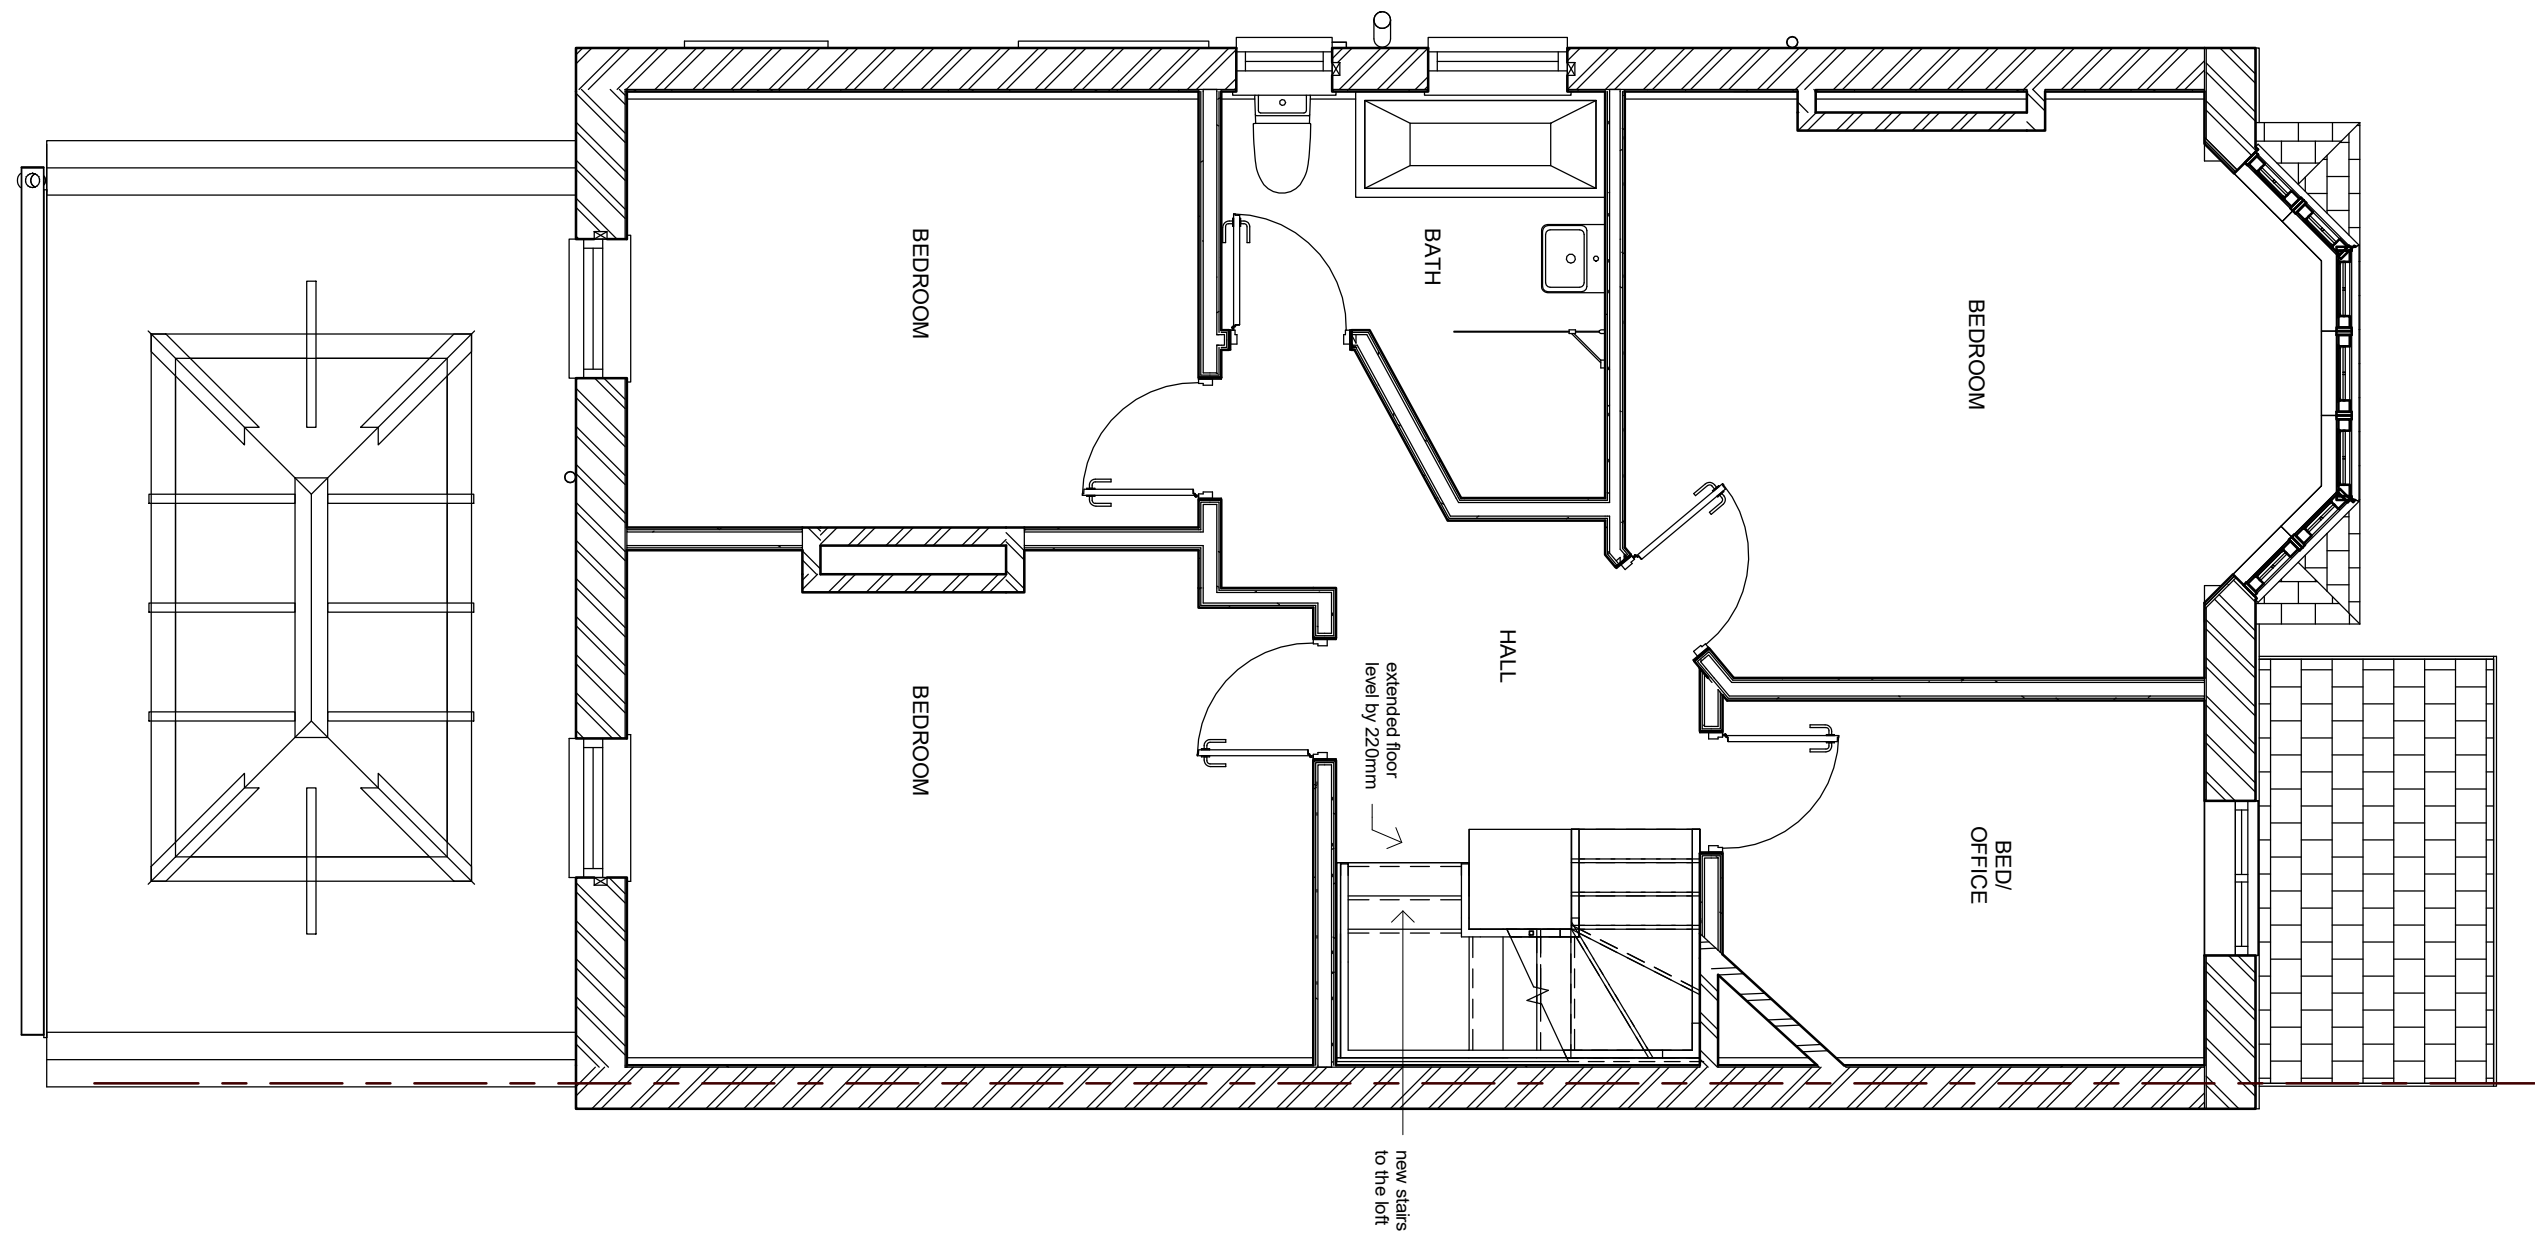 BEDROOM
BATH
BEDROOM
HALL
extended floor
level by 220mm
BEDROOM
BED/
OFFICE
new stairs
to the loft